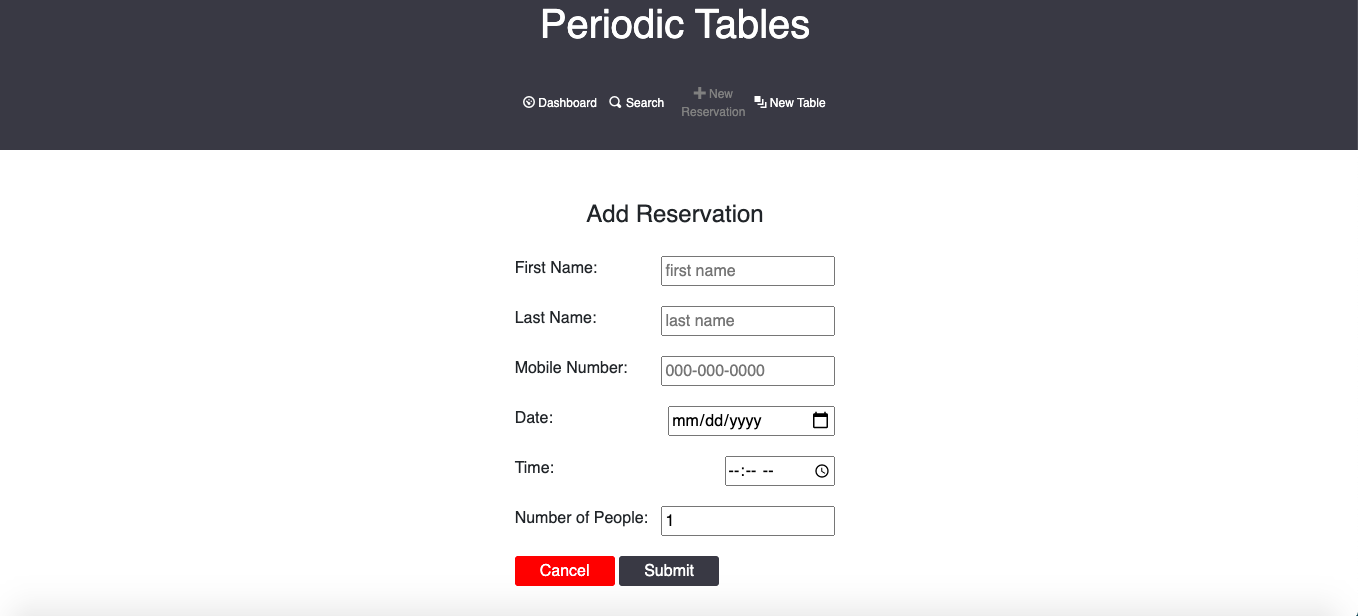 Periodic Tables
Dashboard
Search
New
Reservation
New Table
Add Reservation
First Name: first name
Last Name: last name
Mobile Number: 000-000-0000
Date: mm/dd/yyyy
Time: --:-- --
Number of People: 1
Cancel Submit